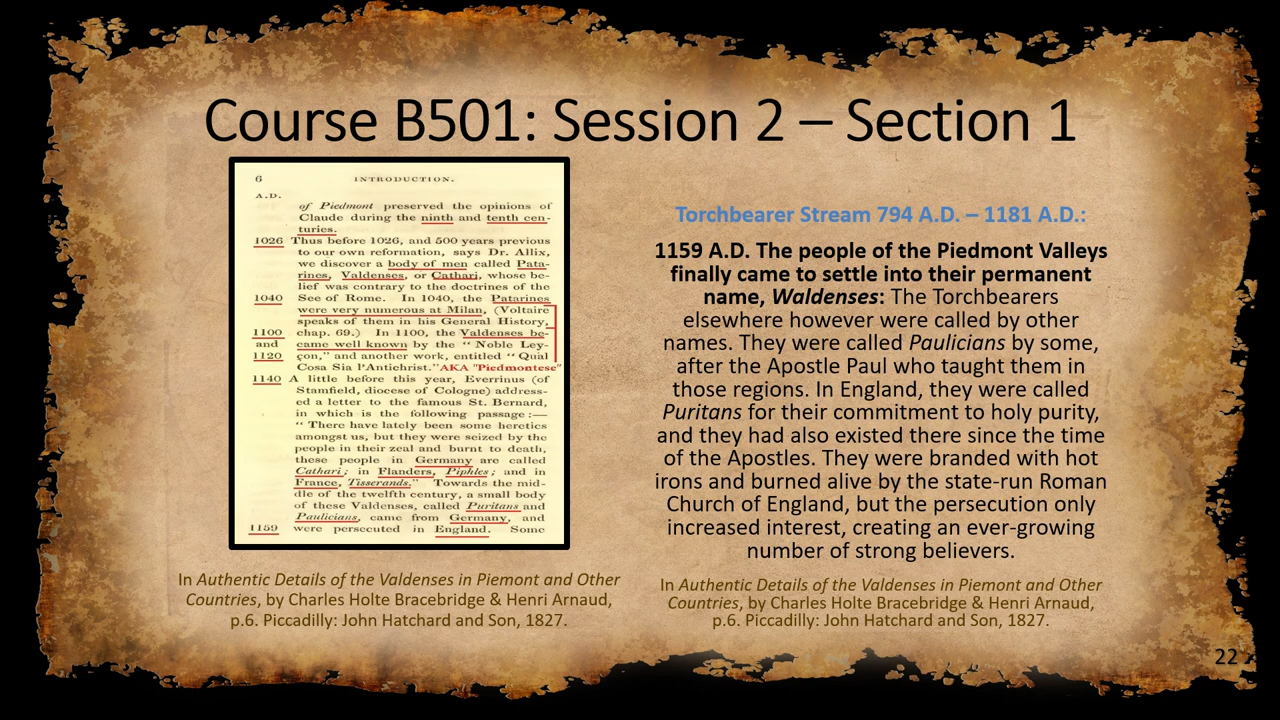 Course B501: Session 2 – Section 1
6 INTRODUCTION.
A.D.
of Piedmont preserved the opinions of
Claude during the ninth and tenth cen-
turies.
1026 Thus before 1026, and 500 years previous
to our own reformation, says Dr. Allix,
we discover a body of men called Pata-
rines, Valdenses, or Cathari, whose be-
lief was contrary to the doctrines of the
1040 See of Rome. In 1040, the Patarines
were very numerous at Milan, (Voltaire
speaks of them in his General History,
1100 chap. 69.) In 1100, the Valdenses be-
and came well known by the “ Noble Ley-
1120 çon,” and another work, entitled “ Qual
Cosa Sia l'Antichrist.” AKA "Piedmontese"
1140 A little before this year, Everrinus (of
Stamfield, diocese of Cologne) address-
ed a letter to the famous St. Bernard,
in which is the following passage :—
“ There have lately been some heretics
amongst us, but they were seized by the
people in their zeal and burnt to death,
these people in Germany are called
Cathari ; in Flanders, Piphles ; and in
France, Tisserands.” Towards the mid-
dle of the twelfth century, a small body
of these Valdenses, called Puritans and
Paulicians, came from Germany, and
1159 were persecuted in England. Some
In Authentic Details of the Valdenses in Piemont and Other
Countries, by Charles Holte Bracebridge & Henri Arnaud,
p.6. Piccadilly: John Hatchard and Son, 1827.
Torchbearer Stream 794 A.D. – 1181 A.D.:
1159 A.D. The people of the Piedmont Valleys
finally came to settle into their permanent
name, Waldenses: The Torchbearers
elsewhere however were called by other
names. They were called Paulicians by some,
after the Apostle Paul who taught them in
those regions. In England, they were called
Puritans for their commitment to holy purity,
and they had also existed there since the time
of the Apostles. They were branded with hot
irons and burned alive by the state-run Roman
Church of England, but the persecution only
increased interest, creating an ever-growing
number of strong believers.
In Authentic Details of the Valdenses in Piemont and Other
Countries, by Charles Holte Bracebridge & Henri Arnaud,
p.6. Piccadilly: John Hatchard and Son, 1827.
22